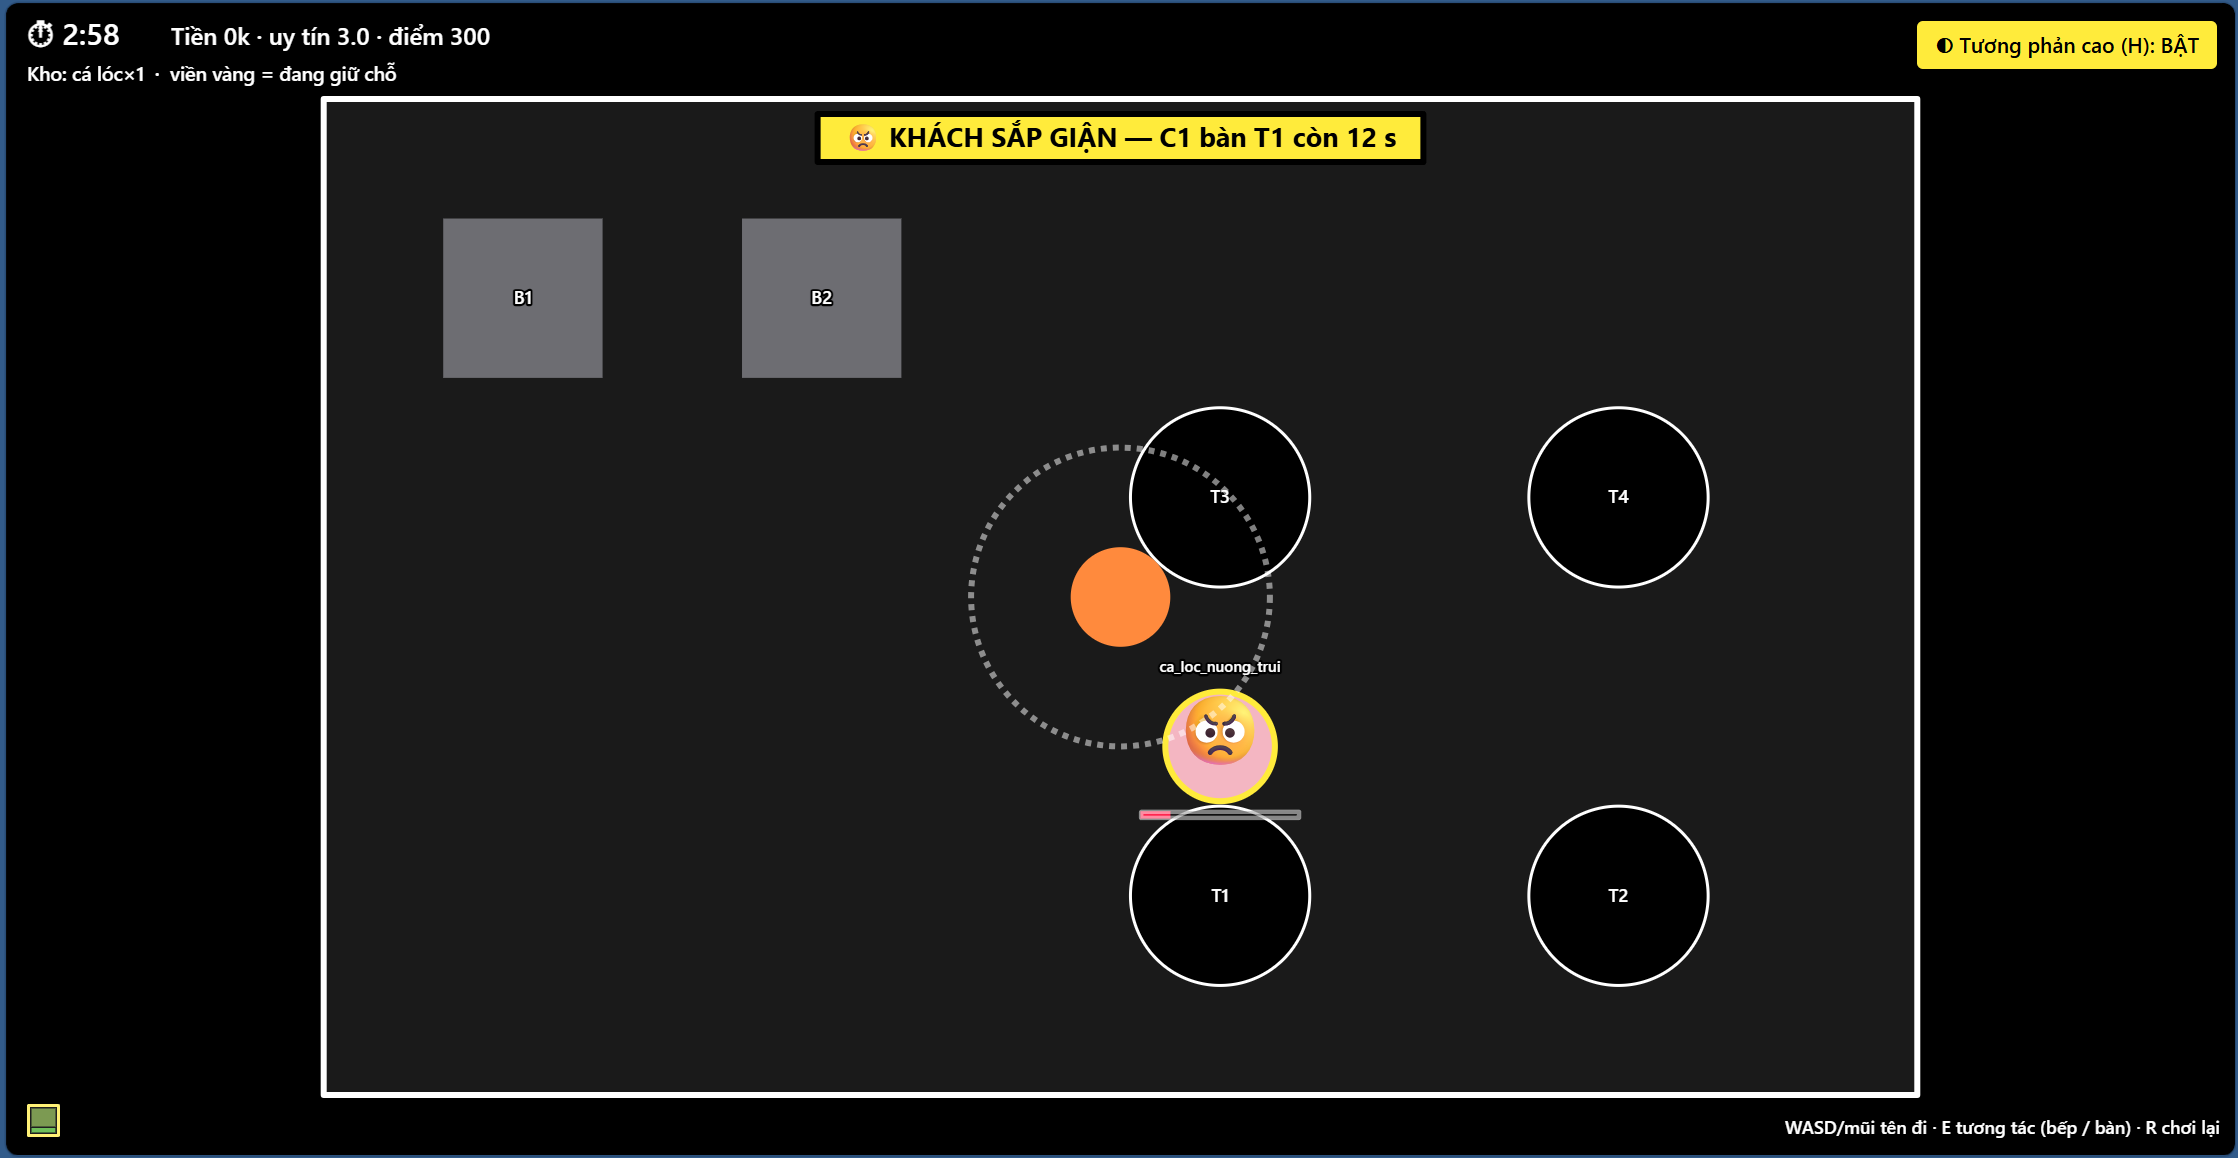 2:58 Tiền 0k · uy tín 3.0 · điểm 300
◐ Tương phản cao (H): BẬT
Kho: cá lóc×1 · viền vàng = đang giữ chỗ
KHÁCH SẮP GIẬN — C1 bàn T1 còn 12 s
B1 B2
T3 T4
ca_loc_nuong_trui
T1 T2
WASD/mũi tên đi · E tương tác (bếp / bàn) · R chơi lại